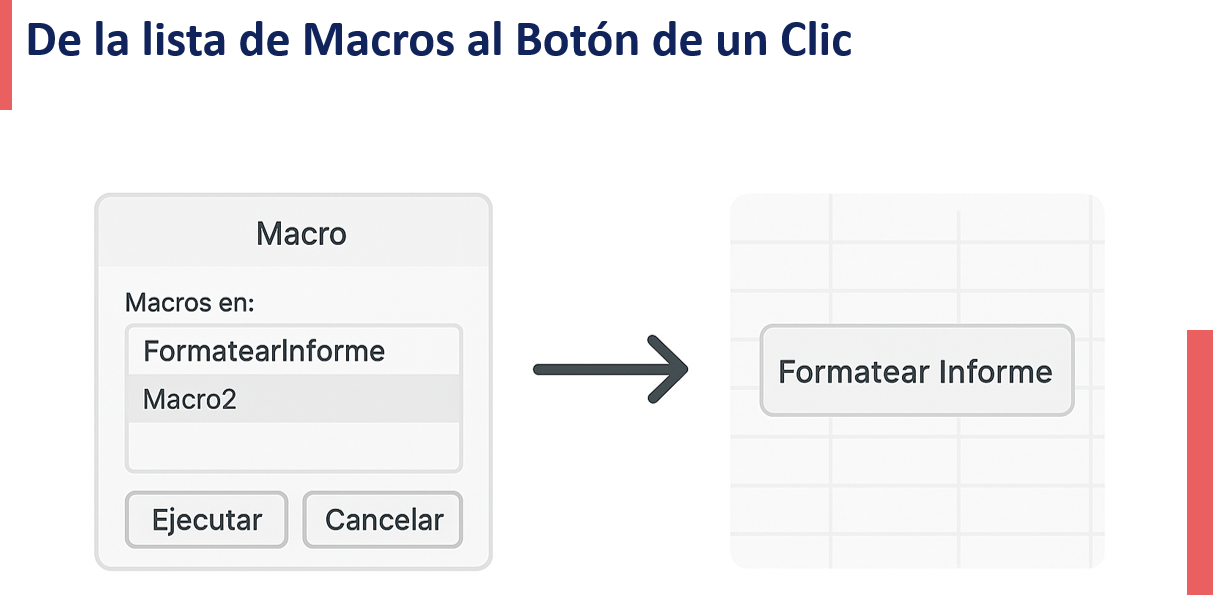 De la lista de Macros al Botón de un Clic
Macro
Macros en:
FormatearInforme
Macro2
Ejecutar
Cancelar
Formatear Informe